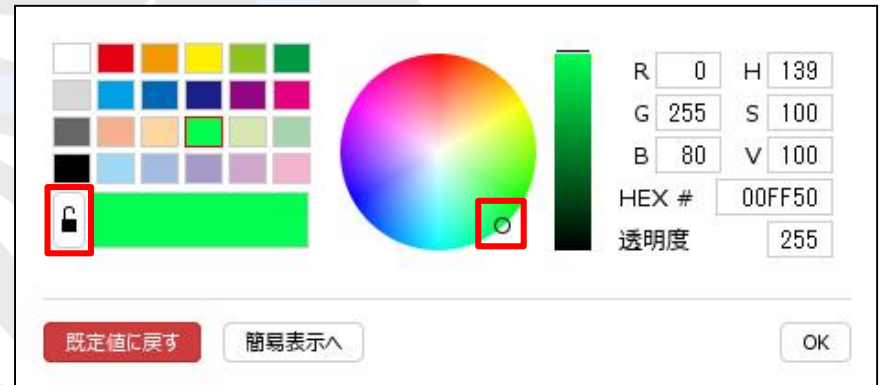 R 0 H 139
G 255 S 100
B 80 V 100
HEX # 00FF50
透明度 255
既定値に戻す 簡易表示へ OK